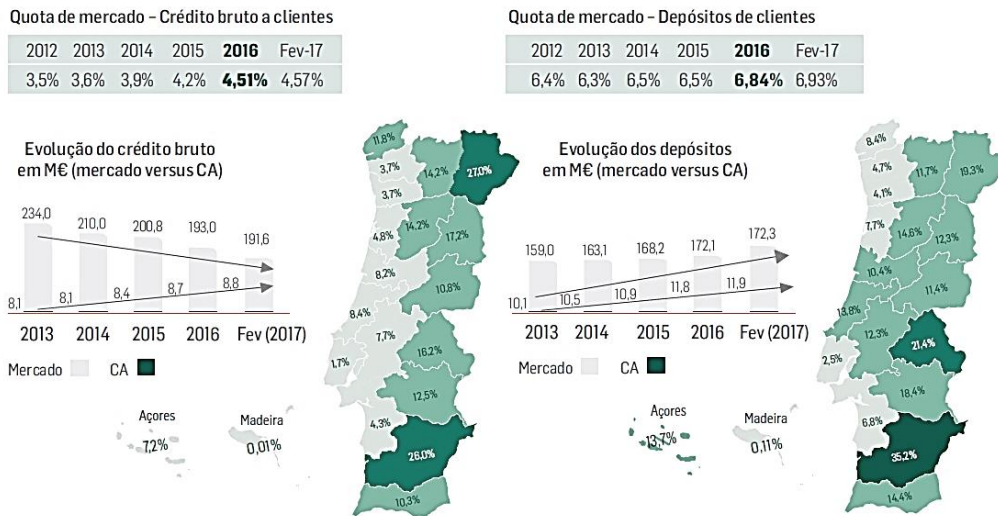 Quota de mercado – Crédito bruto a clientes
2012 2013 2014 2015 2016 Fev-17
3,5% 3,6% 3,9% 4,2% 4,51% 4,57%
Evolução do crédito bruto
em M€ (mercado versus CA)
234,0 210,0 200,8 193,0 191,6
8,1 8,1 8,4 8,7 8,8
2013 2014 2015 2016 Fev (2017)
Mercado CA
Açores
7,2%
Madeira
0,01%
11,8%
3,7%
14,2%
27,0%
3,7%
4,8%
14,2%
17,2%
8,2%
10,8%
8,4%
7,7%
16,2%
1,7%
12,5%
4,3%
26,0%
10,3%
Quota de mercado – Depósitos de clientes
2012 2013 2014 2015 2016 Fev-17
6,4% 6,3% 6,5% 6,5% 6,84% 6,93%
Evolução dos depósitos
em M€ (mercado versus CA)
159,0 163,1 168,2 172,1 172,3
10,1 10,5 10,9 11,8 11,9
2013 2014 2015 2016 Fev (2017)
Mercado CA
Açores
13,7%
Madeira
0,11%
8,4%
4,7%
11,7%
19,3%
4,1%
7,7%
14,6%
12,3%
10,4%
11,4%
13,8%
12,3%
21,4%
2,5%
18,4%
6,8%
35,2%
14,4%